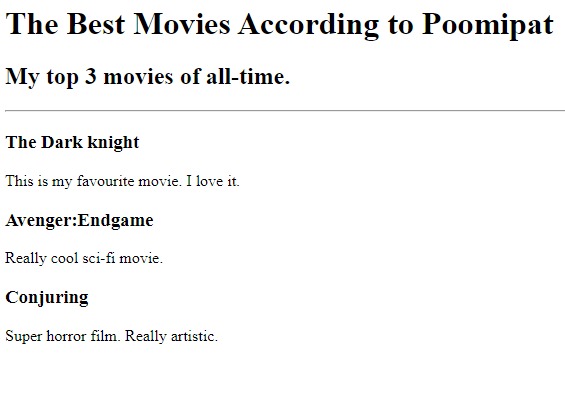 The Best Movies According to Poomipat
My top 3 movies of all-time.
The Dark knight
This is my favourite movie. I love it.
Avenger:Endgame
Really cool sci-fi movie.
Conjuring
Super horror film. Really artistic.